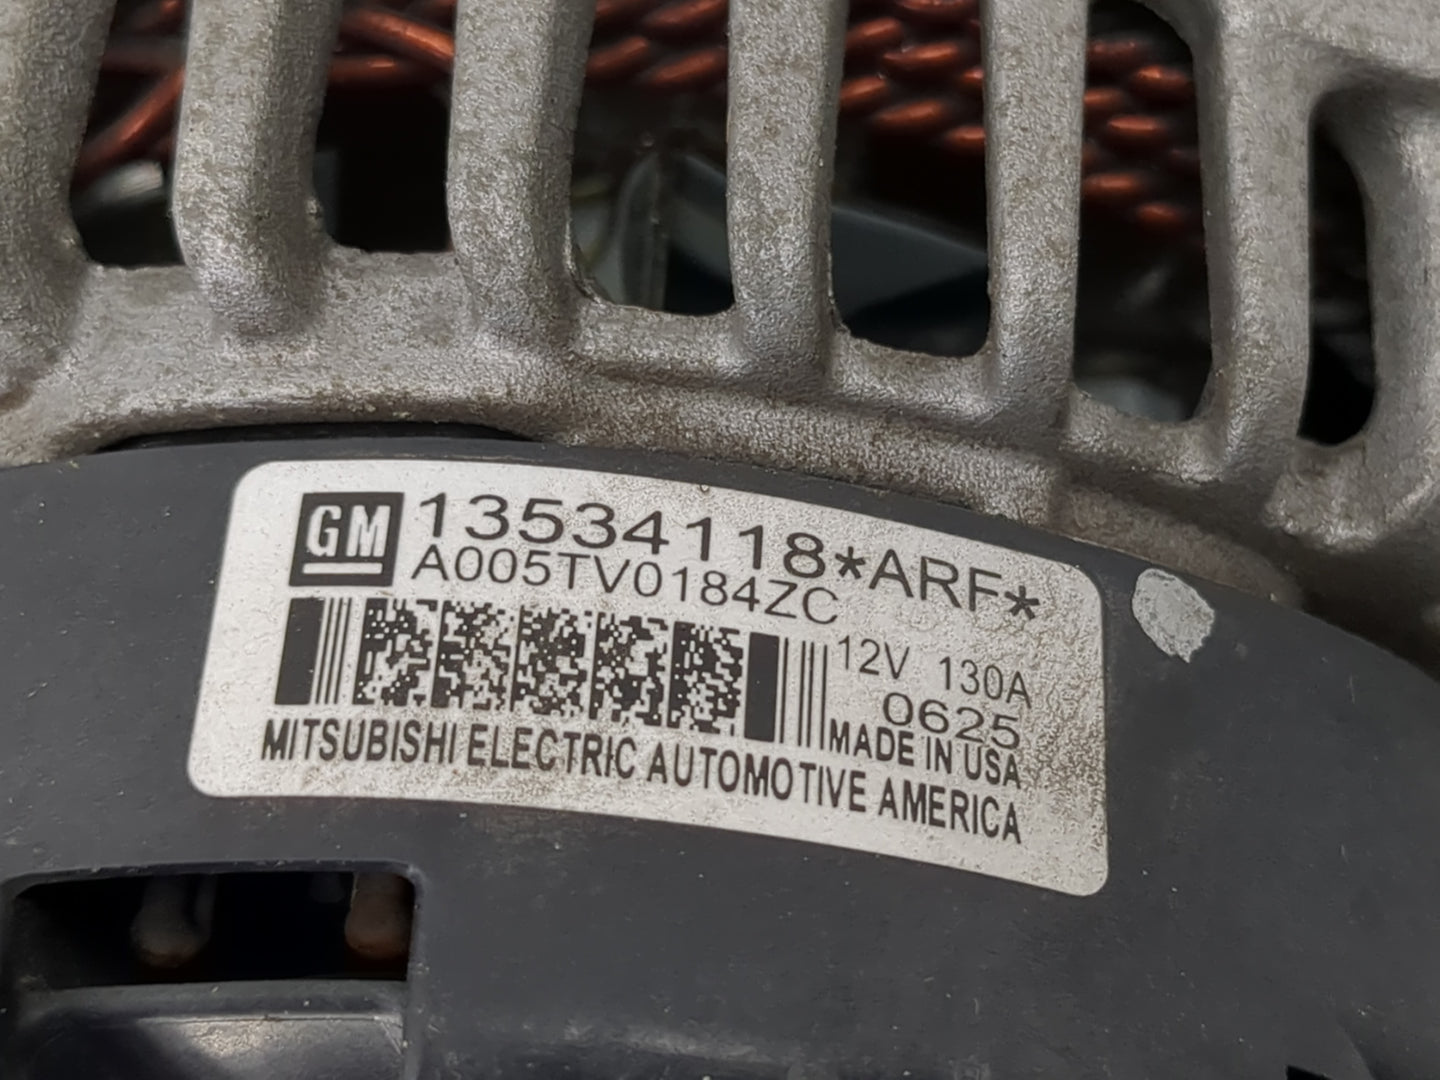 GM 13534118*ARF*
A005TV0184ZC
12V 130A
0625
MADE IN USA
MITSUBISHI ELECTRIC AUTOMOTIVE AMERICA